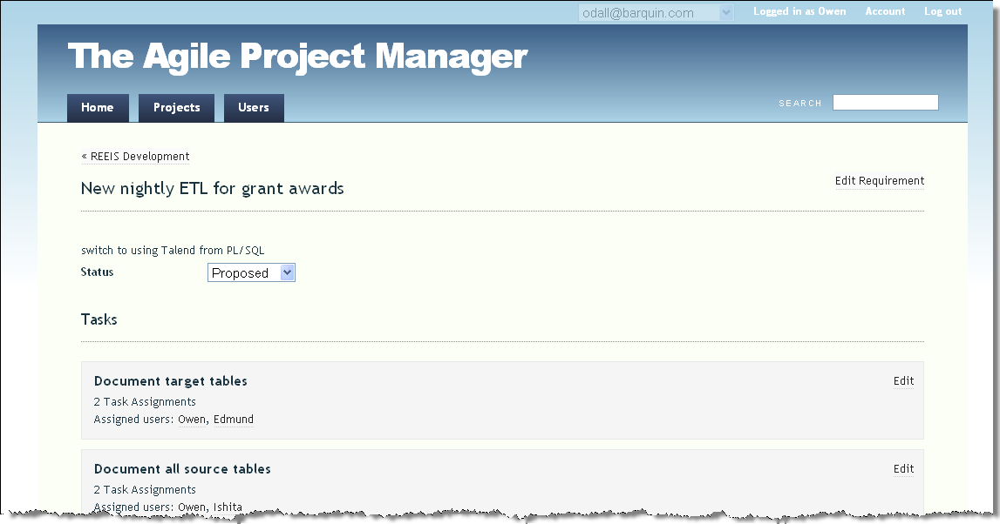 odall@barquin.com Logged in as Owen Account Log out
The Agile Project Manager
Home Projects Users SEARCH
« REEIS Development
New nightly ETL for grant awards Edit Requirement
switch to using Talend from PL/SQL
Status Proposed
Tasks
Document target tables Edit
2 Task Assignments
Assigned users: Owen, Edmund
Document all source tables Edit
2 Task Assignments
Assigned users: Owen, Ishita